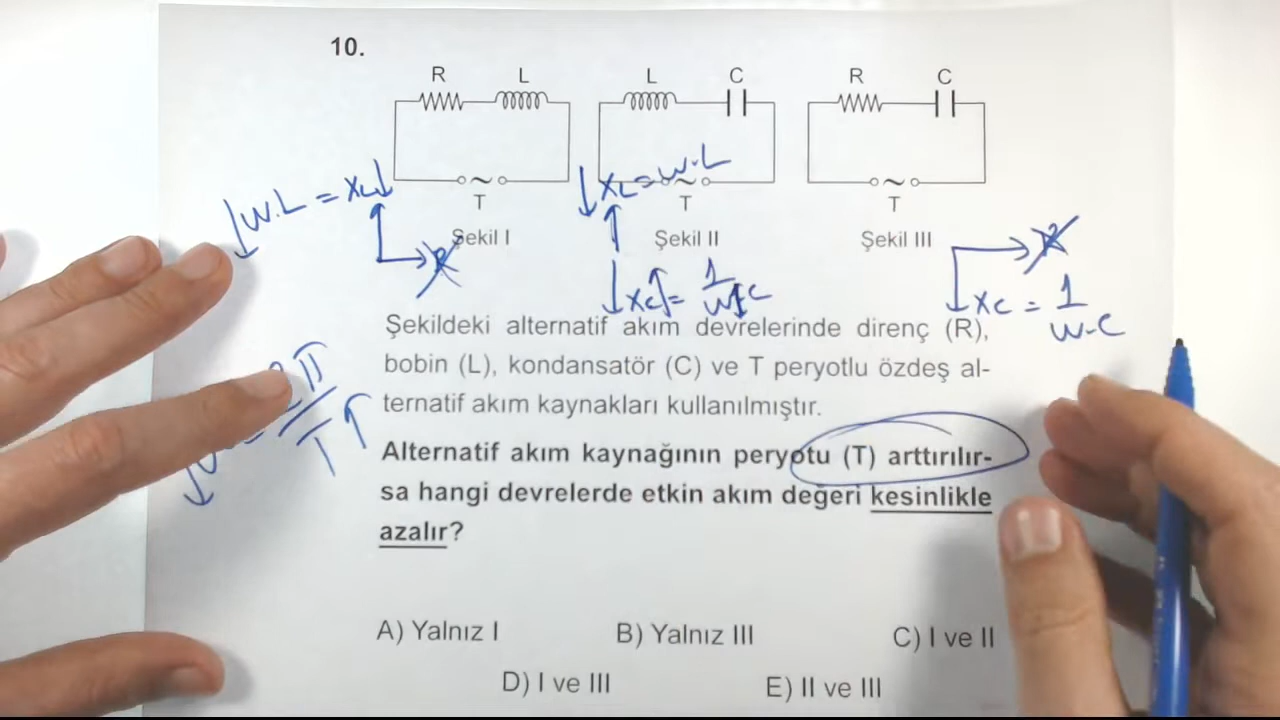 10.
R L L C R C
~ ~ ~
T T T
Şekil I Şekil II Şekil III
↓W.L = XL↓
↓XL = W.L
R
↓XC↑ = 1/W↓C
R
XC = 1/W.C
Şekildeki alternatif akım devrelerinde direnç (R),
bobin (L), kondansatör (C) ve T peryotlu özdeş al-
ternatif akım kaynakları kullanılmıştır.
2π/T↑
Alternatif akım kaynağının peryotu (T) arttırılır-
sa hangi devrelerde etkin akım değeri kesinlikle
azalır?
A) Yalnız I B) Yalnız III C) I ve II
D) I ve III E) II ve III